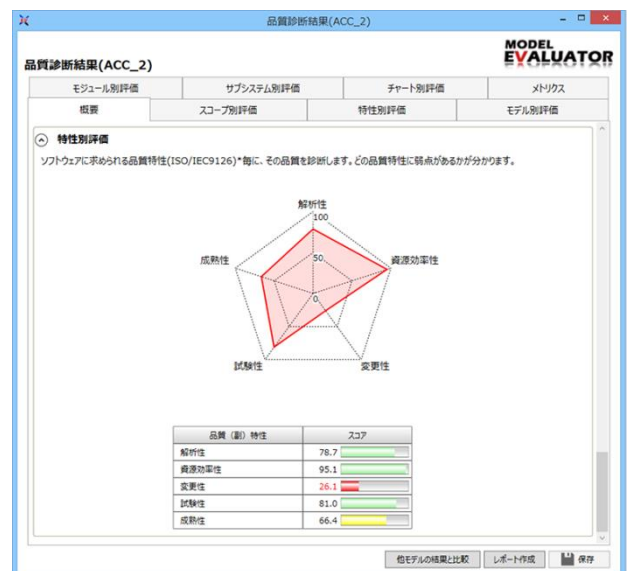 品質診断結果(ACC_2)
品質診断結果(ACC_2)
MODEL
EVALUATOR
モジュール別評価 サブシステム別評価 チャート別評価 メトリクス
概要 スコープ別評価 特性別評価 モデル別評価
特性別評価
ソフトウェアに求められる品質特性(ISO/IEC9126)*毎に、その品質を診断します。どの品質特性に弱点があるかが分かります。
解析性
100
成熟性
50
資源効率性
0
試験性
変更性
品質（副）特性 スコア
解析性 78.7
資源効率性 95.1
変更性 26.1
試験性 81.0
成熟性 66.4
他モデルの結果と比較 レポート作成 保存